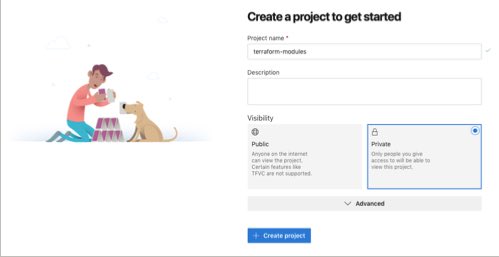 Create a project to get started
Project name *
terraform-modules
Description
Visibility
Public
Anyone on the internet
can view the project.
Certain features like
TFVC are not supported.
Private
Only people you give
access to will be able to
view this project.
Advanced
+ Create project